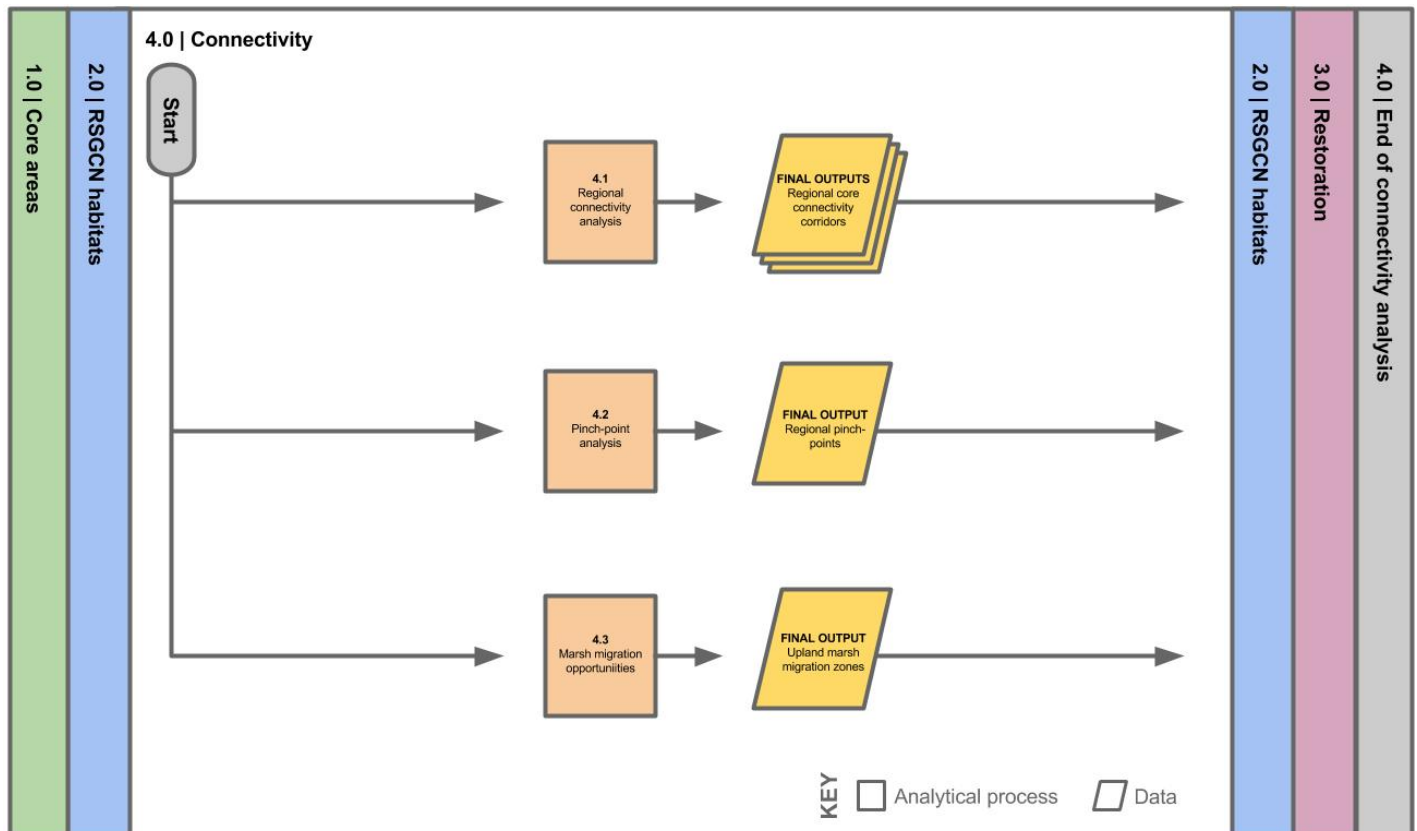 1.0 | Core areas
2.0 | RSGCN habitats
4.0 | Connectivity
Start
4.1
Regional
connectivity
analysis
FINAL OUTPUTS
Regional core
connectivity
corridors
4.2
Pinch-point
analysis
FINAL OUTPUT
Regional pinch-
points
4.3
Marsh migration
opportuniities
FINAL OUTPUT
Upland marsh
migration zones
KEY
Analytical process
Data
2.0 | RSGCN habitats
3.0 | Restoration
4.0 | End of connectivity analysis